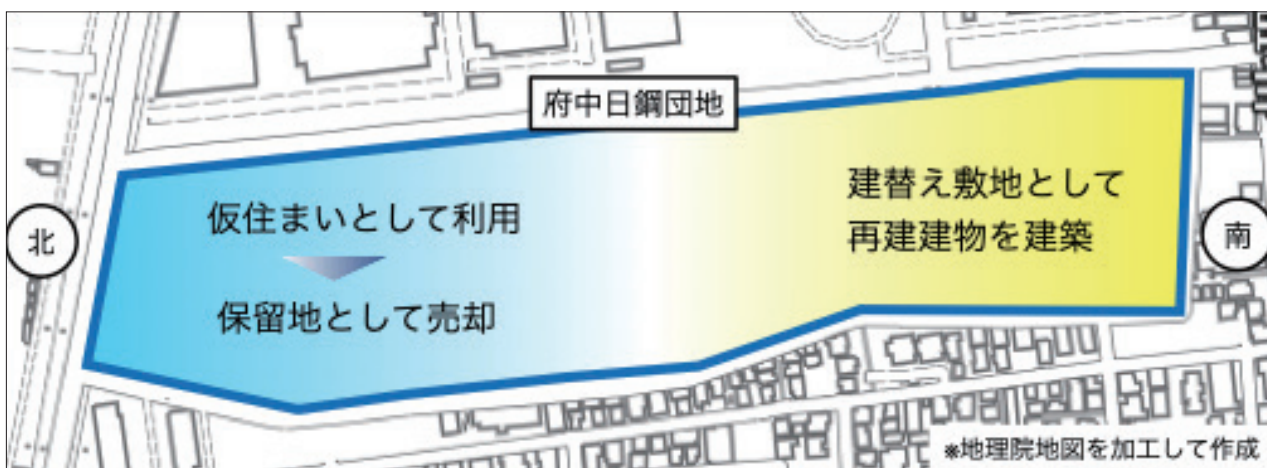 府中日鋼団地
北
仮住まいとして利用
保留地として売却
建替え敷地として
再建建物を建築
南
*地理院地図を加工して作成